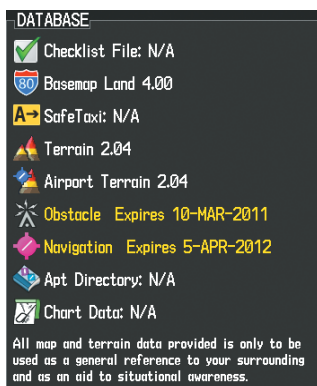 DATABASE
Checklist File: N/A
80 Basemap Land 4.00
A→ SafeTaxi: N/A
Terrain 2.04
Airport Terrain 2.04
Obstacle Expires 10-MAR-2011
Navigation Expires 5-APR-2012
Apt Directory: N/A
Chart Data: N/A
All map and terrain data provided is only to be
used as a general reference to your surrounding
and as an aid to situational awareness.